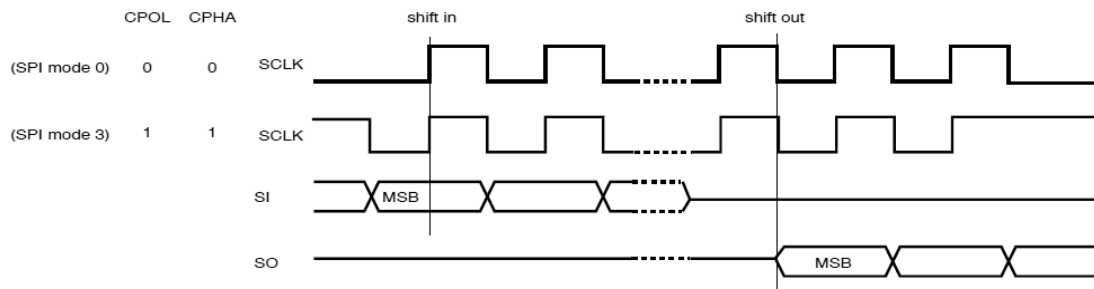 CPOL CPHA shift in shift out
(SPI mode 0) 0 0 SCLK
(SPI mode 3) 1 1 SCLK
SI MSB
SO MSB